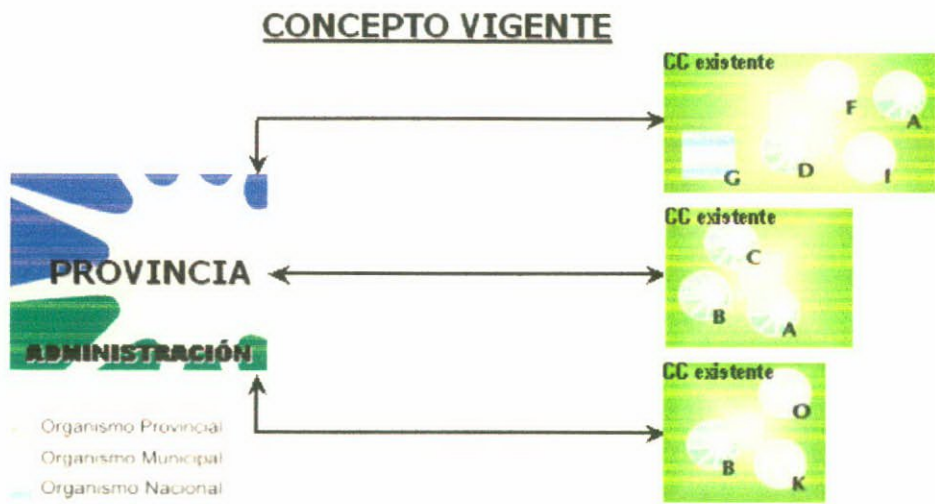 CONCEPTO VIGENTE
CC existente
F
A
G
D
I
PROVINCIA
ADMINISTRACIÓN
CC existente
C
B
A
CC existente
O
B
K
Organismo Provincial
Organismo Municipal
Organismo Nacional